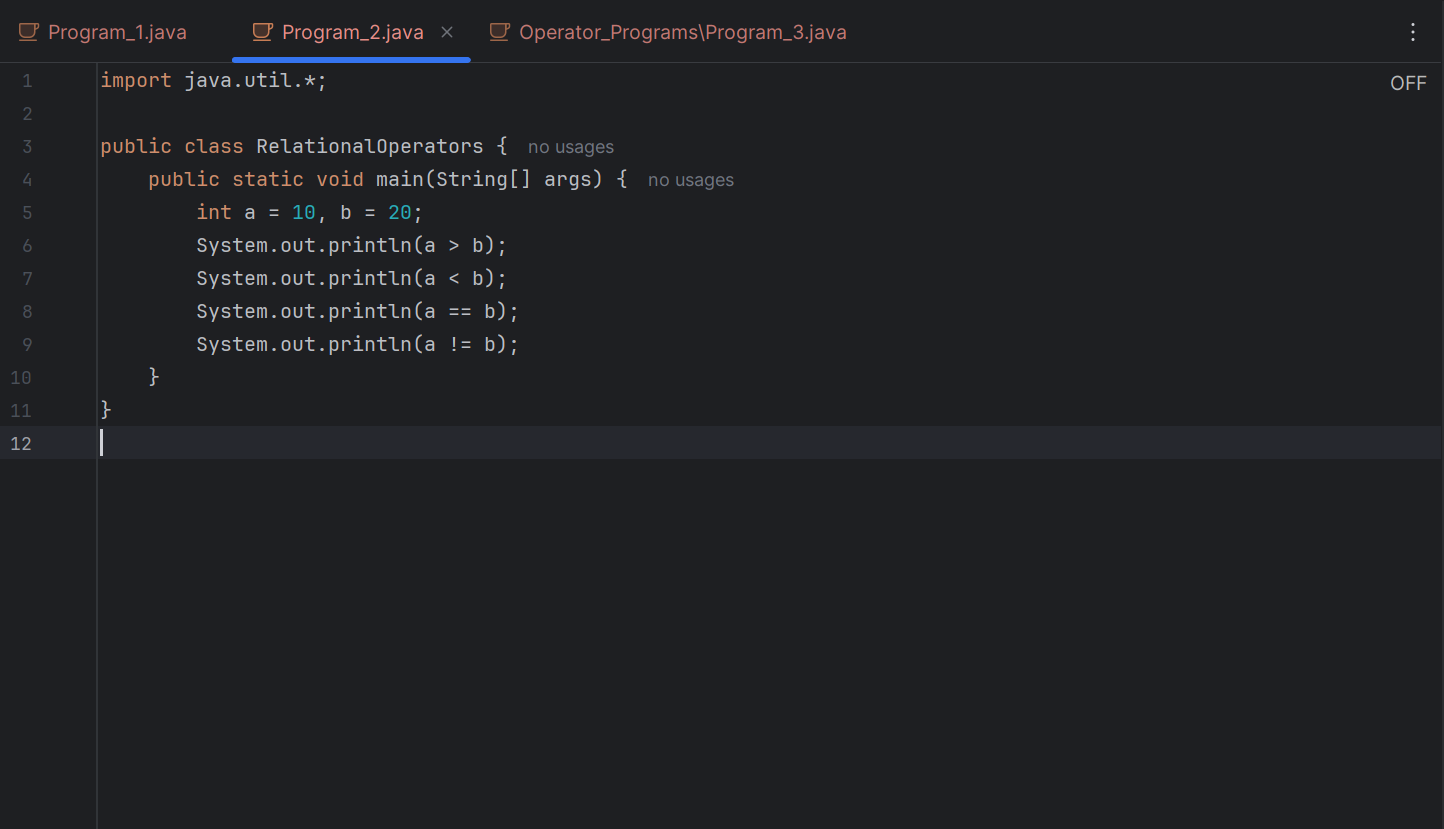 Program_1.java Program_2.java Operator_Programs\Program_3.java
OFF
1 import java.util.*;
2
3 public class RelationalOperators { no usages
4     public static void main(String[] args) { no usages
5         int a = 10, b = 20;
6         System.out.println(a > b);
7         System.out.println(a < b);
8         System.out.println(a == b);
9         System.out.println(a != b);
10     }
11 }
12